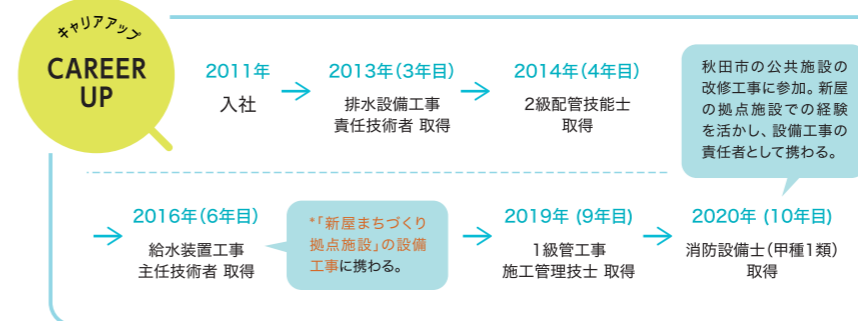 キャリアアップ
CAREER
UP
2011年
入社
2013年(3年目)
排水設備工事
責任技術者 取得
2014年(4年目)
2級配管技能士
取得
秋田市の公共施設の
改修工事に参加。新屋
の拠点施設での経験
を活かし、設備工事の
責任者として携わる。
2016年(6年目)
給水装置工事
主任技術者 取得
*「新屋まちづくり
拠点施設」の設備
工事に携わる。
2019年 (9年目)
1級管工事
施工管理技士 取得
2020年 (10年目)
消防設備士(甲種1類)
取得